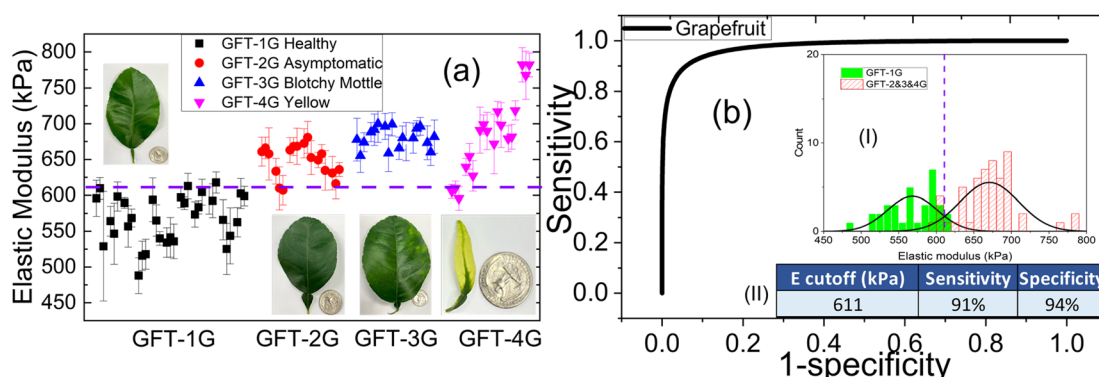 800
750
700
650
600
550
500
450
Elastic Modulus (kPa)
GFT-1G Healthy
GFT-2G Asymptomatic
GFT-3G Blotchy Mottle
GFT-4G Yellow
(a)
GFT-1G GFT-2G GFT-3G GFT-4G
1.0
0.8
0.6
0.4
0.2
0.0
Sensitivity
Grapefruit
(b)
20
10
0
Count
GFT-1G
GFT-2&3&4G
(I)
450 500 550 600 650 700 750 800
Elastic modulus (kPa)
(II)
E cutoff (kPa) Sensitivity Specificity
611 91% 94%
0.0 0.2 0.4 0.6 0.8 1.0
1-specificity